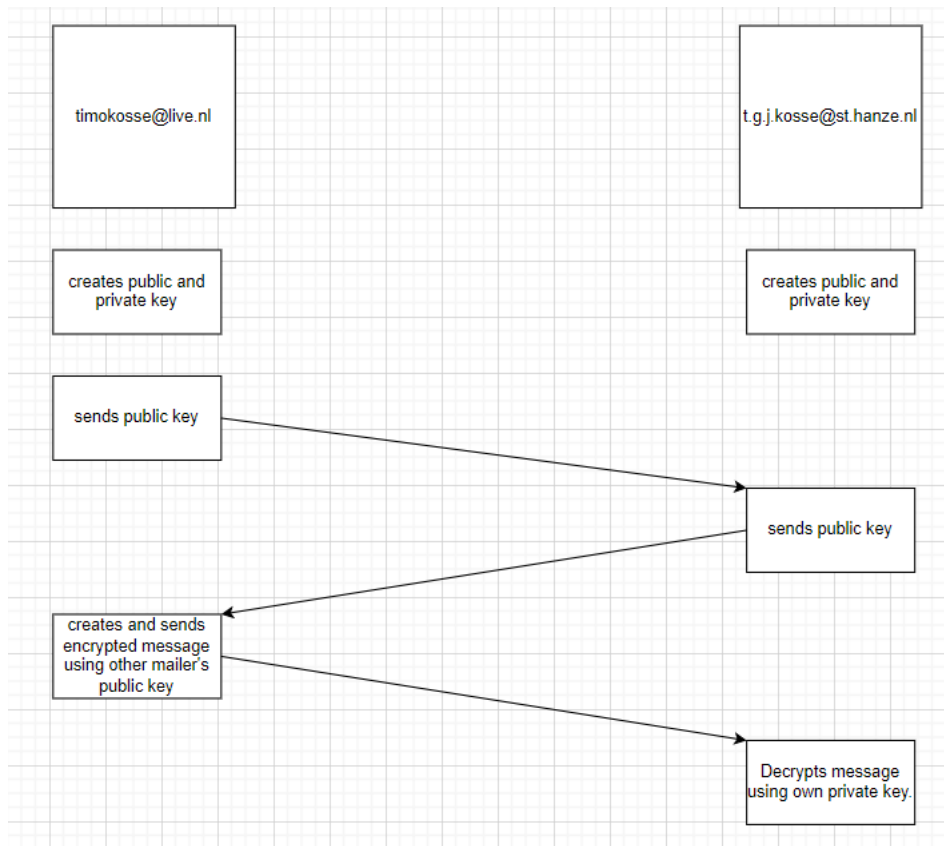 timokosse@live.nl
t.g.j.kosse@st.hanze.nl
creates public and
private key
creates public and
private key
sends public key
sends public key
creates and sends
encrypted message
using other mailer's
public key
Decrypts message
using own private key.